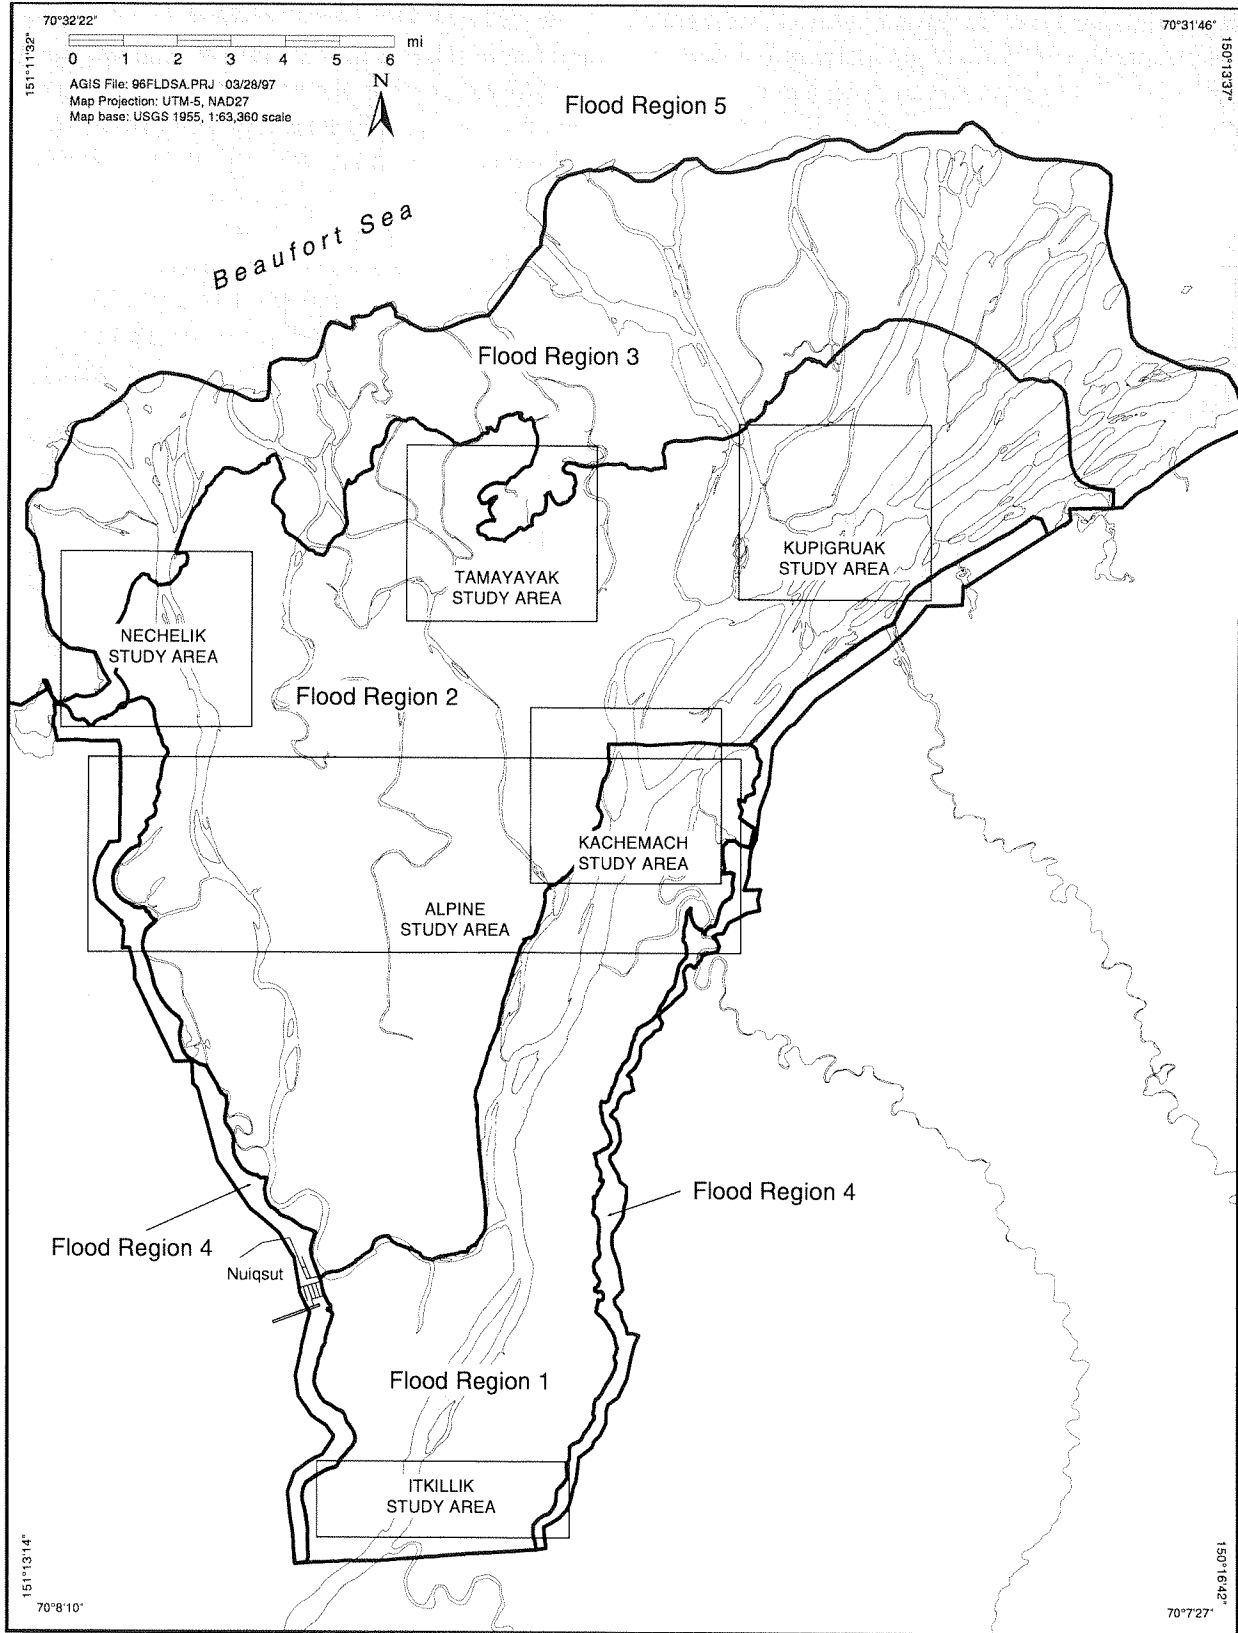 70°32'22"
70°31'46"
151°11'32"
150°13'37"
mi
0 1 2 3 4 5 6
AGIS File: 96FLDSA.PRJ 03/28/97
Map Projection: UTM-5, NAD27
Map base: USGS 1955, 1:63,360 scale
N
Flood Region 5
Beaufort Sea
Flood Region 3
KUPIGRUAK
STUDY AREA
TAMAYAYAK
STUDY AREA
NECHELIK
STUDY AREA
Flood Region 2
KACHEMACH
STUDY AREA
ALPINE
STUDY AREA
Flood Region 4
Flood Region 4
Nuiqsut
Flood Region 1
ITKILLIK
STUDY AREA
151°13'14"
150°16'42"
70°8'10"
70°7'27"